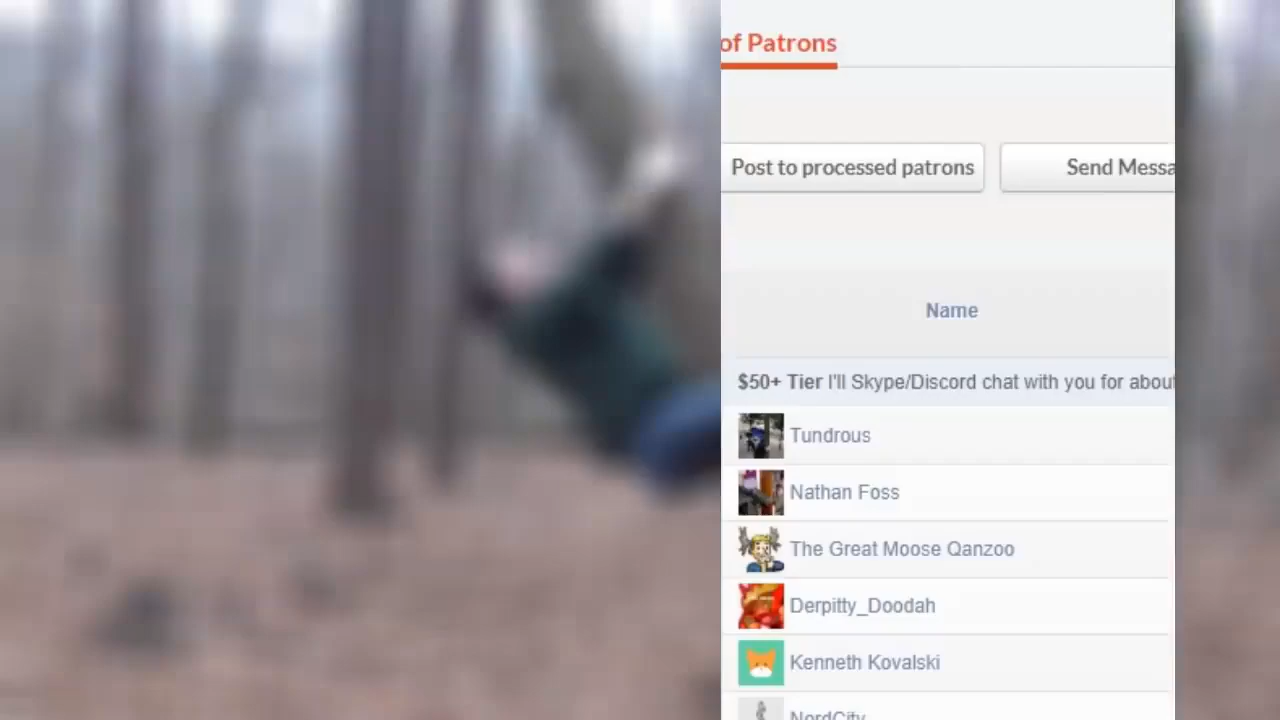 of Patrons
Post to processed patrons
Send Messa
Name
$50+ Tier I'll Skype/Discord chat with you for about
Tundrous
Nathan Foss
The Great Moose Qanzoo
Derpitty_Doodah
Kenneth Kovalski
NordCity